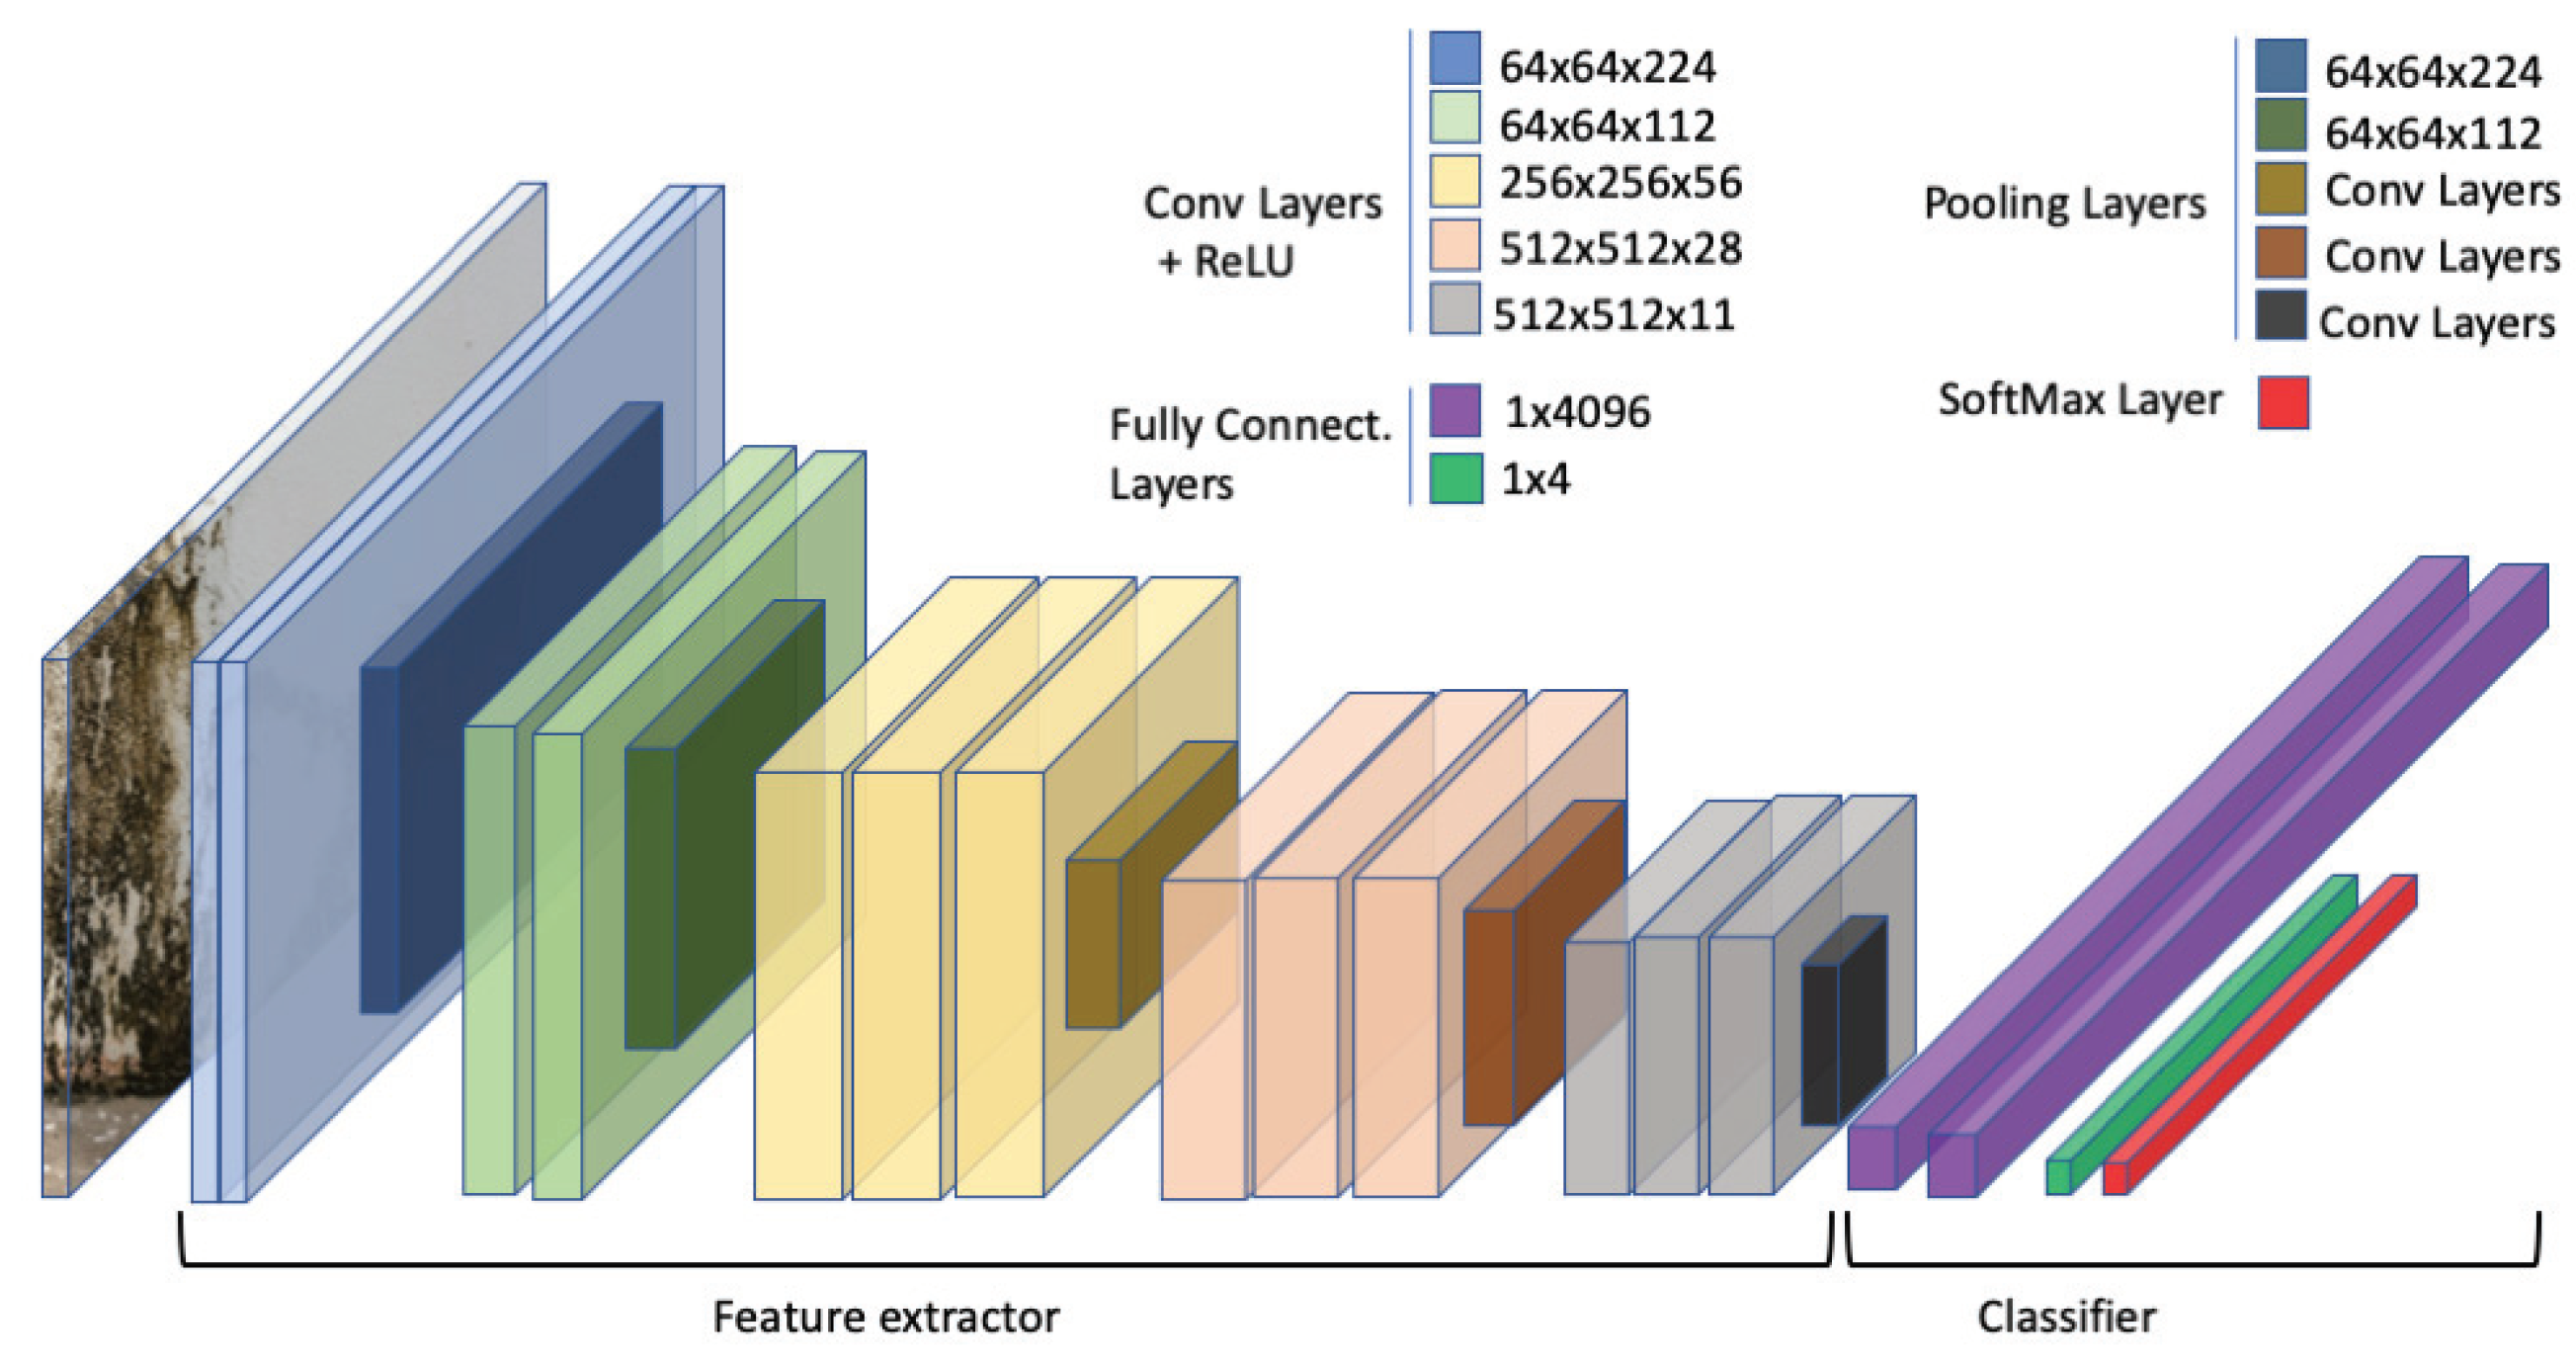 Conv Layers
+ ReLU
64x64x224
64x64x112
256x256x56
512x512x28
512x512x11
Fully Connect.
Layers
1x4096
1x4
Pooling Layers
64x64x224
64x64x112
Conv Layers
Conv Layers
Conv Layers
SoftMax Layer
Feature extractor
Classifier